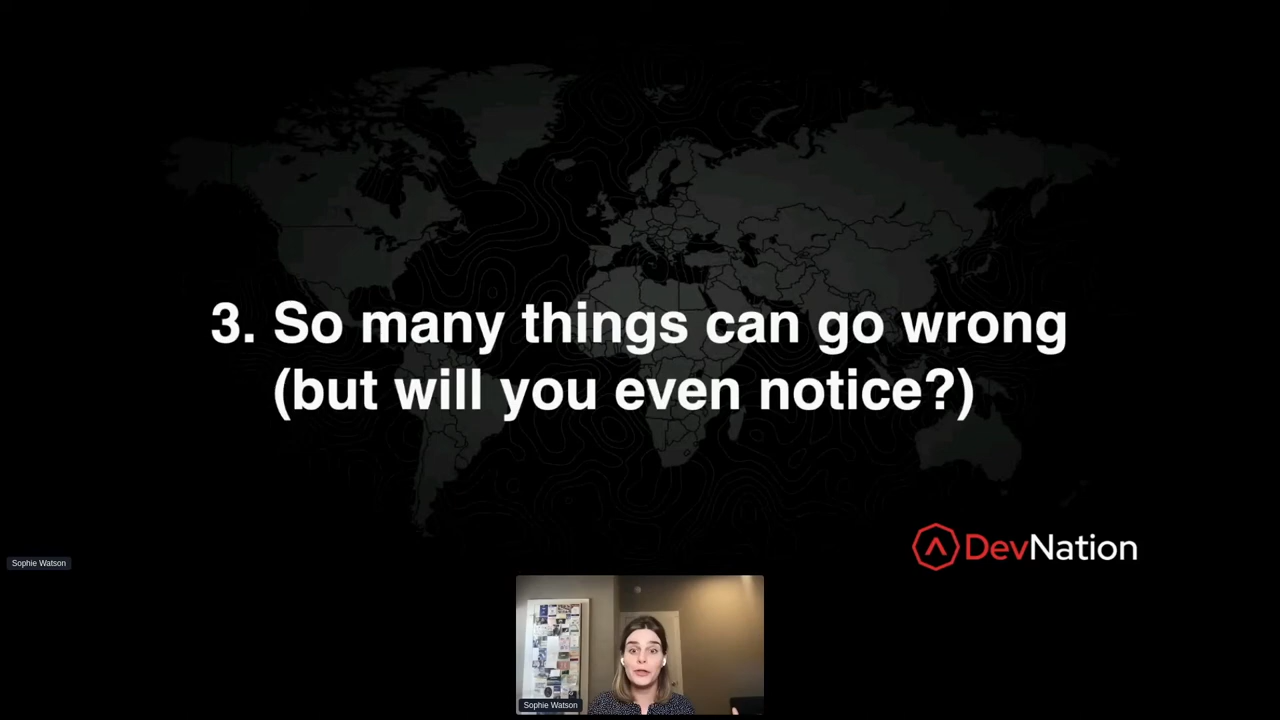 3. So many things can go wrong
(but will you even notice?)
DevNation
Sophie Watson
Sophie Watson